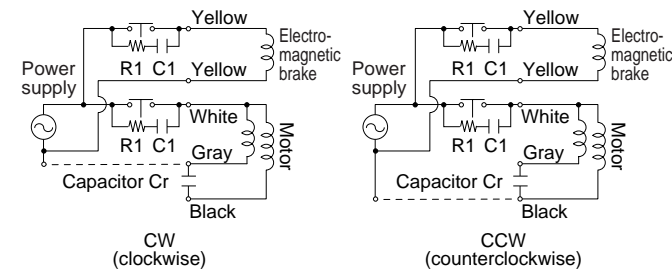 Yellow
Electro-
magnetic
brake
R1 C1
Power
supply
Yellow
White
R1 C1
Gray
Motor
Capacitor Cr
Black
CW
(clockwise)
Yellow
Electro-
magnetic
brake
R1 C1
Power
supply
Yellow
White
R1 C1
Gray
Motor
Capacitor Cr
Black
CCW
(counterclockwise)